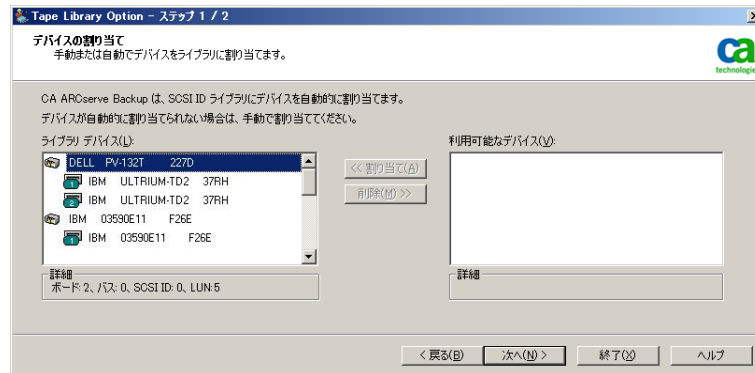 Tape Library Option - ステップ 1 / 2
デバイスの割り当て
手動または自動でデバイスをライブラリに割り当てます。
ca
technologies
CA ARCserve Backup は、SCSI ID ライブラリにデバイスを自動的に割り当てます。
デバイスが自動的に割り当てられない場合は、手動で割り当ててください。
ライブラリ デバイス(L):
DELL PV-132T 227D
1 IBM ULTRIUM-TD2 37RH
2 IBM ULTRIUM-TD2 37RH
IBM 03590E11 F26E
1 IBM 03590E11 F26E
<< 割り当て(A)
削除(M) >>
利用可能なデバイス(V):
詳細
ボード: 2、バス: 0、SCSI ID: 0、LUN:5
詳細
< 戻る(B)
次へ(N) >
終了(X)
ヘルプ